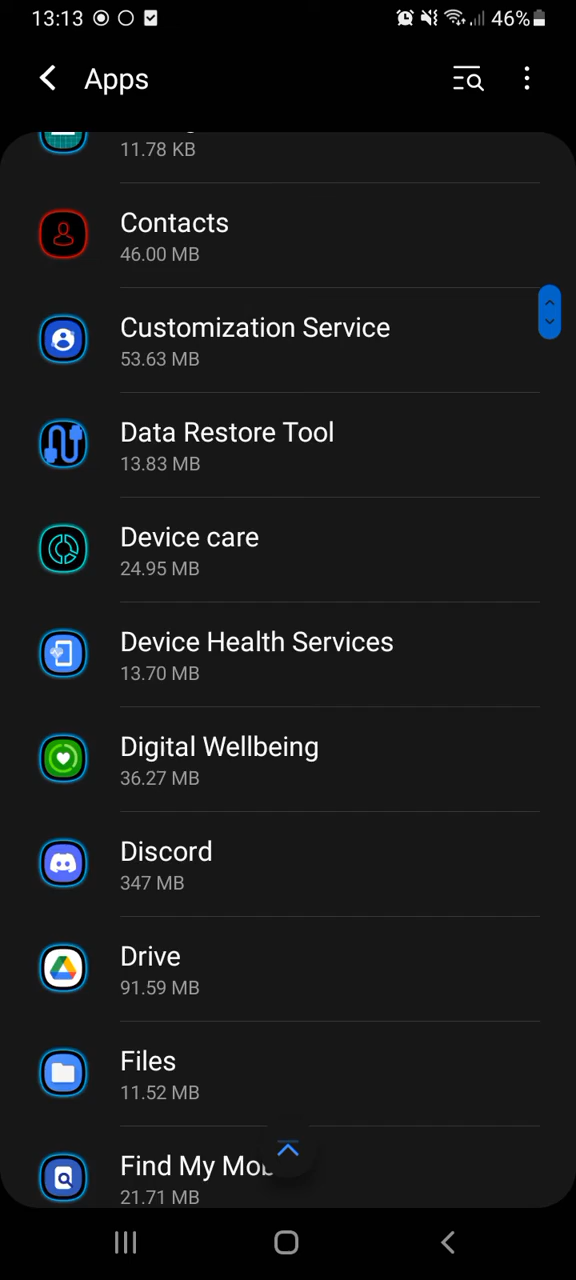 13:13
46%
Apps
11.78 KB
Contacts
46.00 MB
Customization Service
53.63 MB
Data Restore Tool
13.83 MB
Device care
24.95 MB
Device Health Services
13.70 MB
Digital Wellbeing
36.27 MB
Discord
347 MB
Drive
91.59 MB
Files
11.52 MB
Find My
21.71 MB